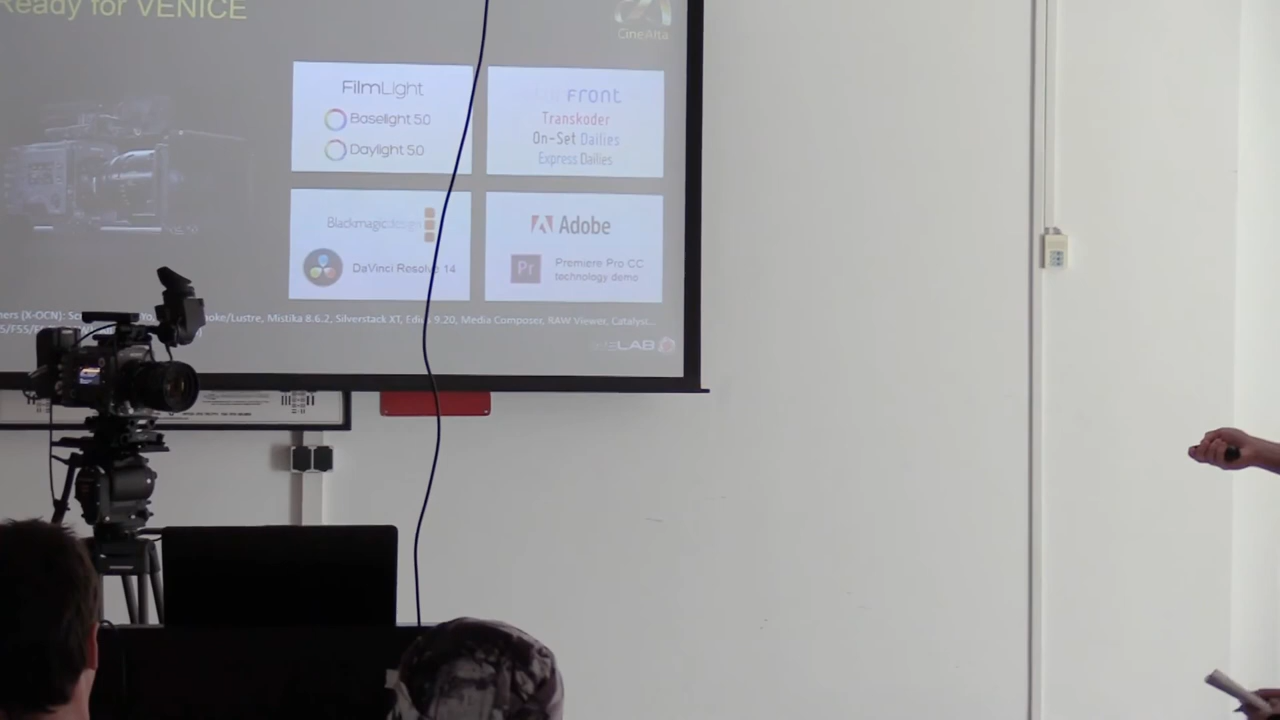 Ready for VENICE
CineAlta
FilmLight
Baselight 5.0
Daylight 5.0
FRONT
Transkoder
On-Set Dailies
Express Dailies
Blackmagicdesign
DaVinci Resolve 14
Adobe
Pr
Premiere Pro CC
technology demo
(X-OCN): Mistika 8.6.2, Silverstack XT, 9.20, Media Composer, RAW Viewer, Catalyst...
LAB